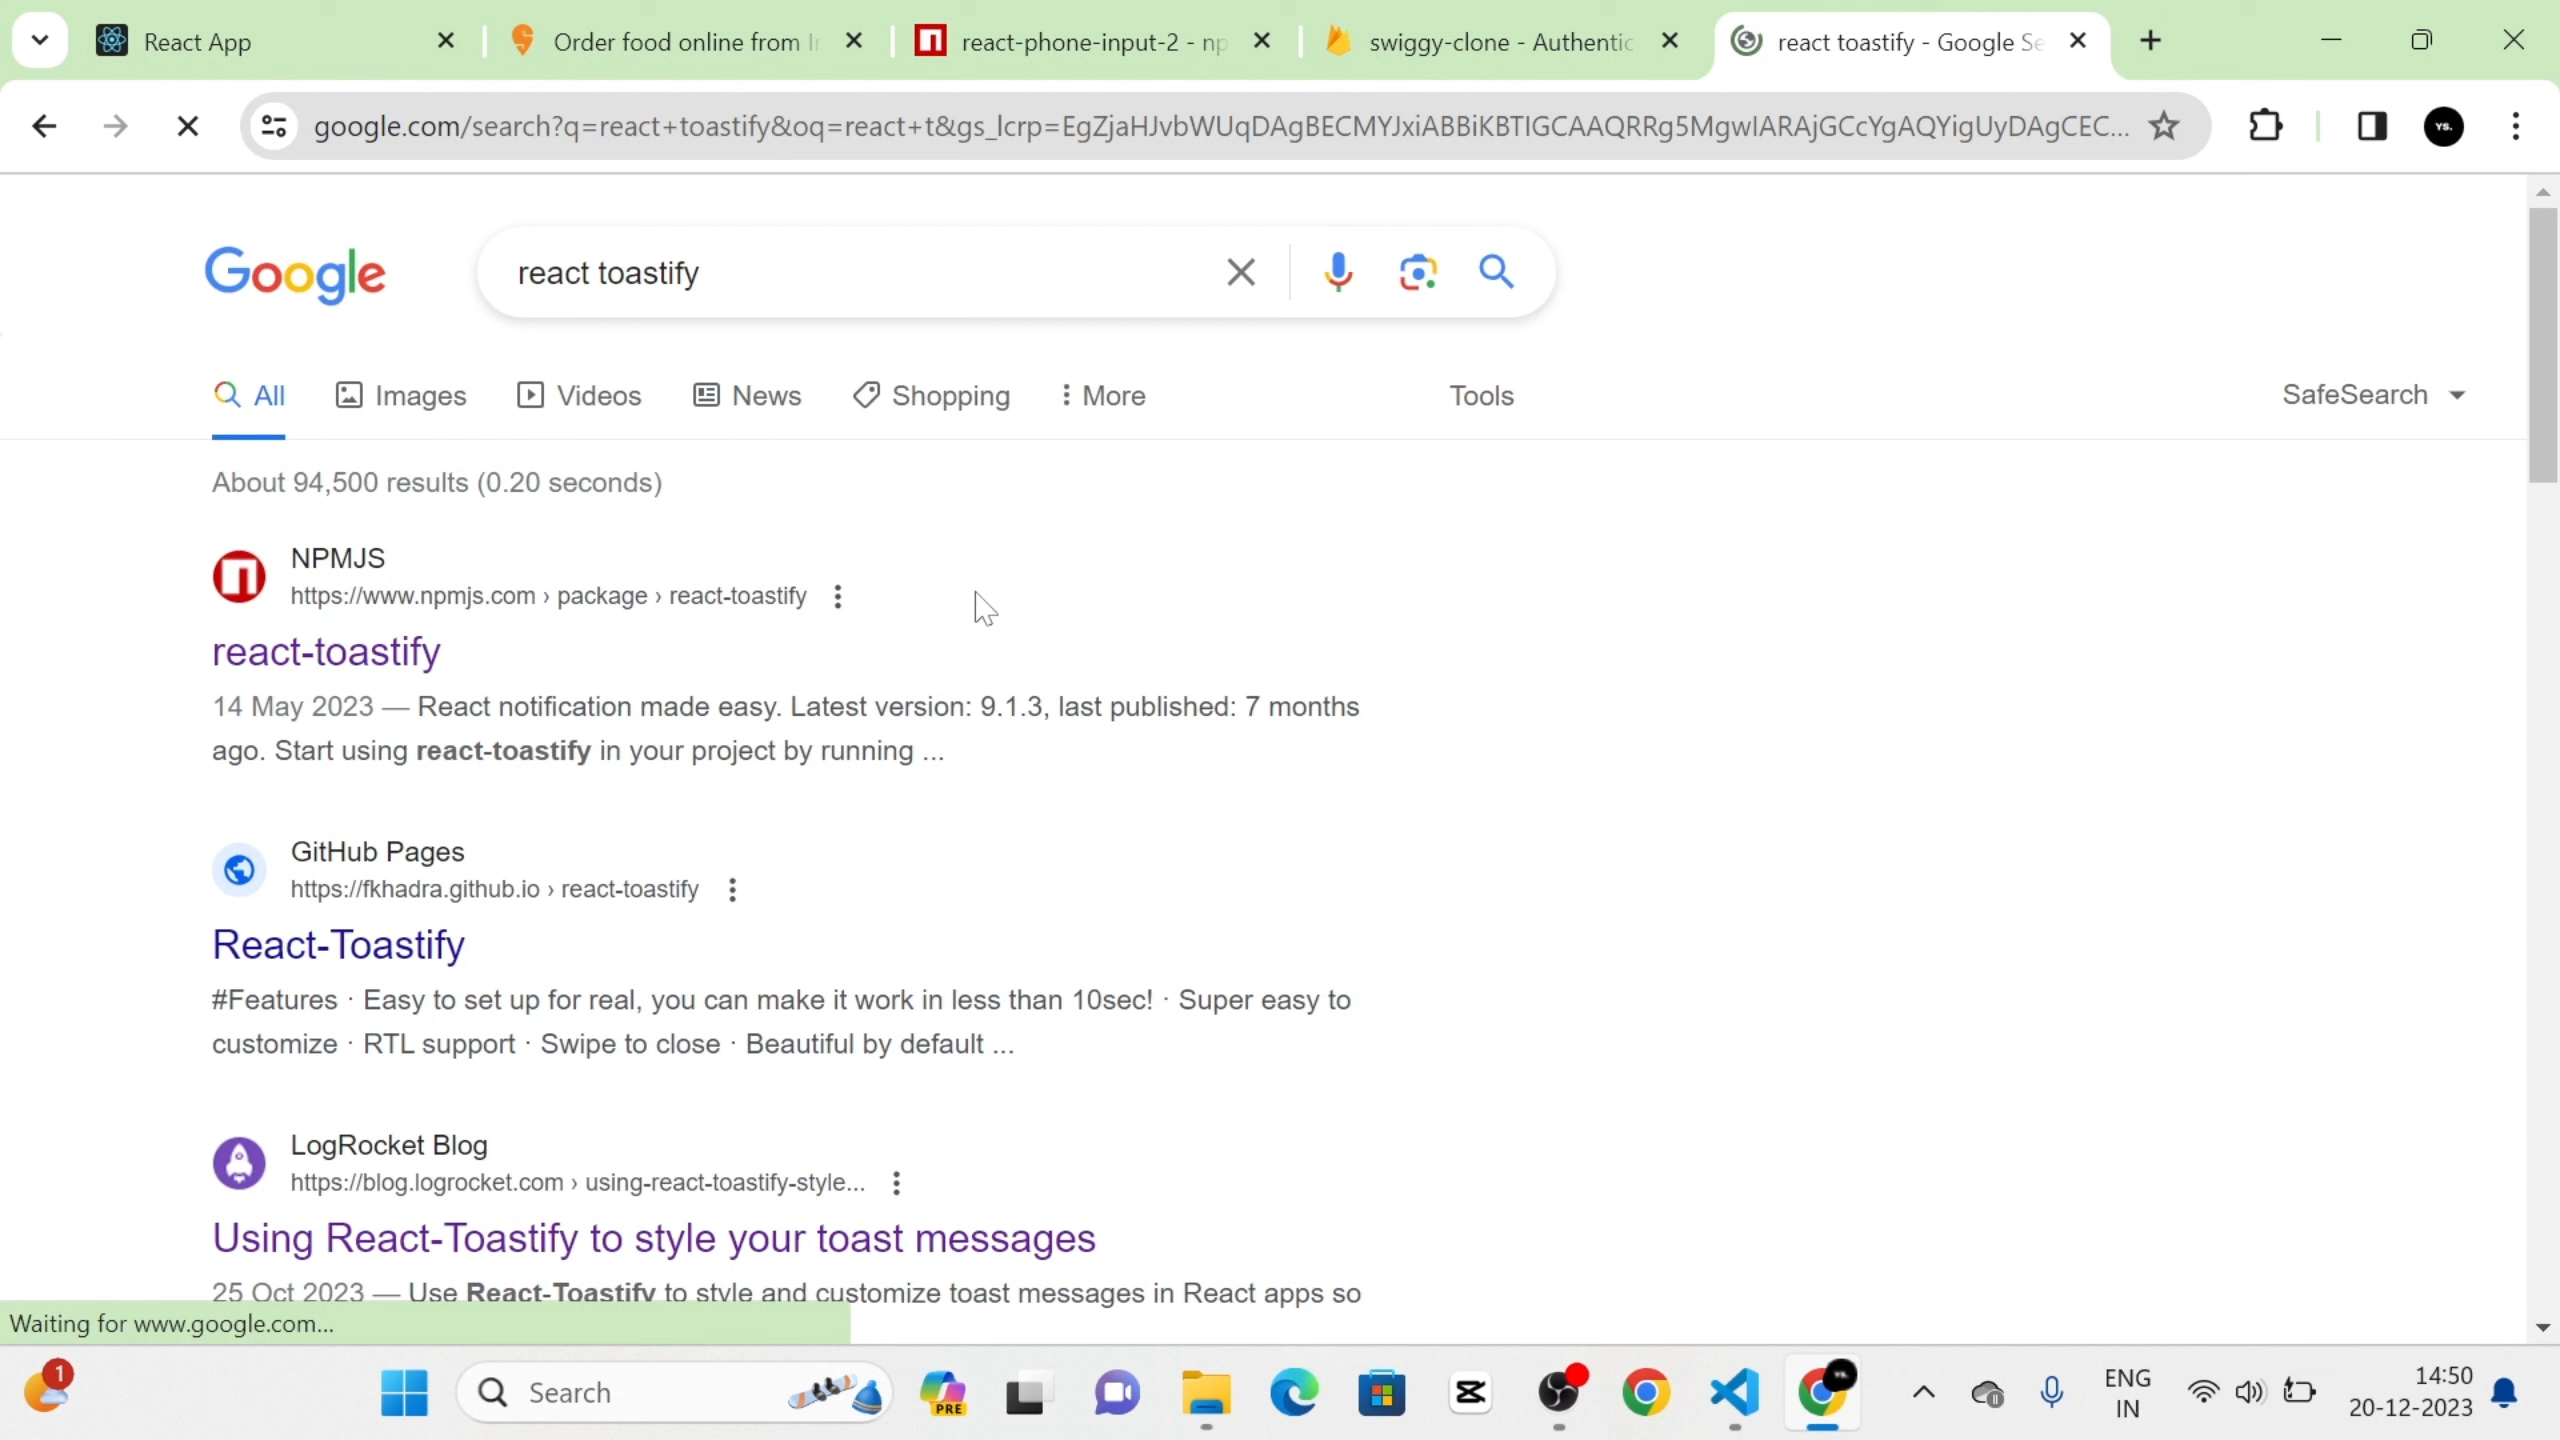 React App
Order food online from In
react-phone-input-2 - np
swiggy-clone - Authentic
react toastify - Google Se
google.com/search?q=react+toastify&oq=react+t&gs_lcrp=EgZjaHJvbWUqDAgBECMYJxiABBiKBTIGCAAQRRg5MgwIARAjGCcYgAQYigUyDAgCEC...
YS.
Google
react toastify
All
Images
Videos
News
Shopping
More
Tools
SafeSearch
About 94,500 results (0.20 seconds)
NPMJS
https://www.npmjs.com › package › react-toastify
react-toastify
14 May 2023 — React notification made easy. Latest version: 9.1.3, last published: 7 months
ago. Start using react-toastify in your project by running ...
GitHub Pages
https://fkhadra.github.io › react-toastify
React-Toastify
#Features · Easy to set up for real, you can make it work in less than 10sec! · Super easy to
customize · RTL support · Swipe to close · Beautiful by default ...
LogRocket Blog
https://blog.logrocket.com › using-react-toastify-style...
Using React-Toastify to style your toast messages
25 Oct 2023 — Use React-Toastify to style and customize toast messages in React apps so
Waiting for www.google.com...
1
Search
PRE
ENG
IN
14:50
20-12-2023